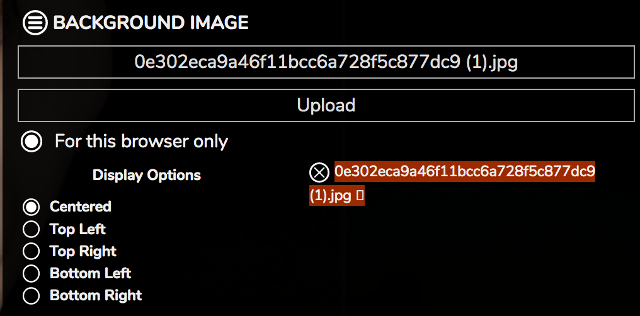 BACKGROUND IMAGE
0e302eca9a46f11bcc6a728f5c877dc9 (1).jpg
Upload
For this browser only
Display Options
0e302eca9a46f11bcc6a728f5c877dc9
(1).jpg
Centered
Top Left
Top Right
Bottom Left
Bottom Right